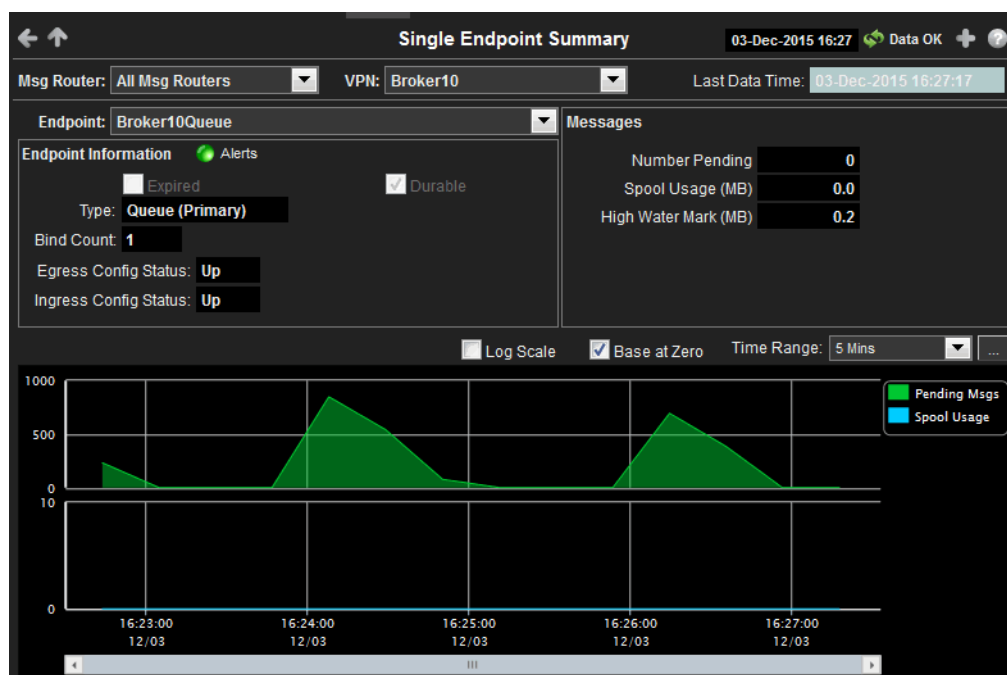 Single Endpoint Summary 03-Dec-2015 16:27 Data OK ?
Msg Router: All Msg Routers VPN: Broker10 Last Data Time: 03-Dec-2015 16:27:17
Endpoint: Broker10Queue
Endpoint Information Alerts
Expired Durable
Type: Queue (Primary)
Bind Count: 1
Egress Config Status: Up
Ingress Config Status: Up
Messages
Number Pending 0
Spool Usage (MB) 0.0
High Water Mark (MB) 0.2
Log Scale Base at Zero Time Range: 5 Mins ...
1000
500
0
Pending Msgs
Spool Usage
10
0
16:23:00 16:24:00 16:25:00 16:26:00 16:27:00
12/03 12/03 12/03 12/03 12/03